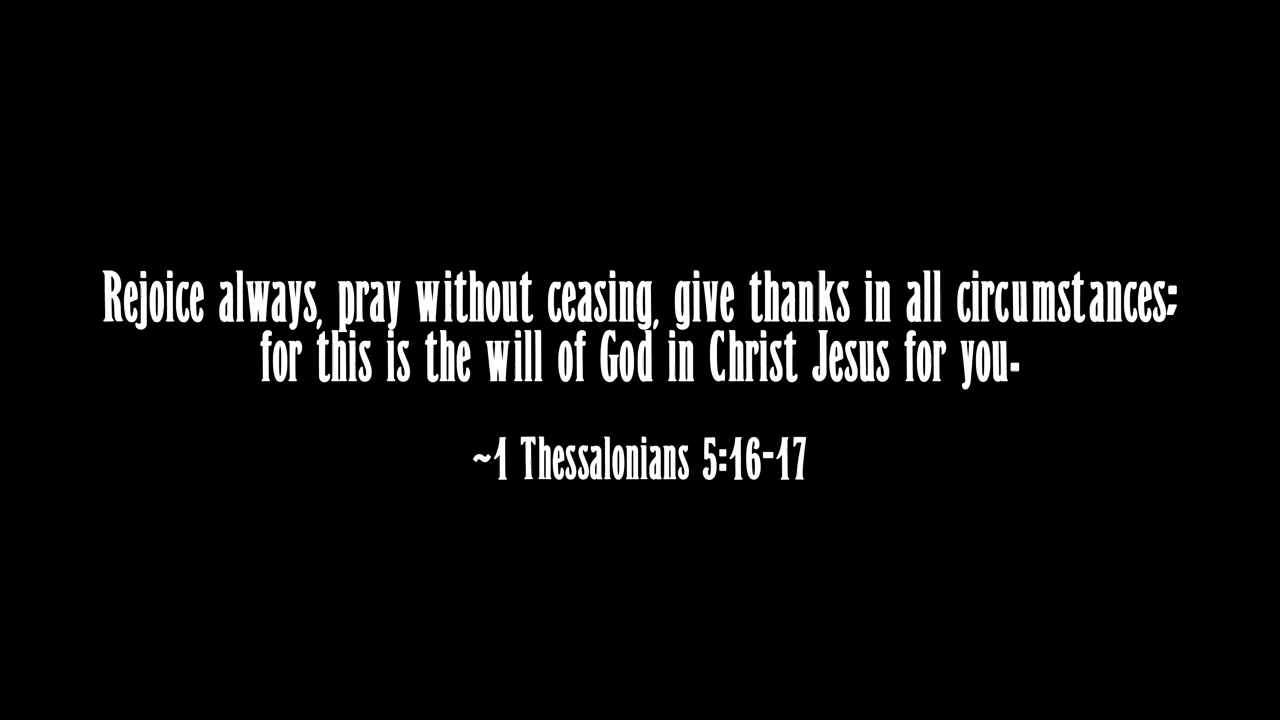 Rejoice always, pray without ceasing, give thanks in all circumstances;
for this is the will of God in Christ Jesus for you.
~1 Thessalonians 5:16-17